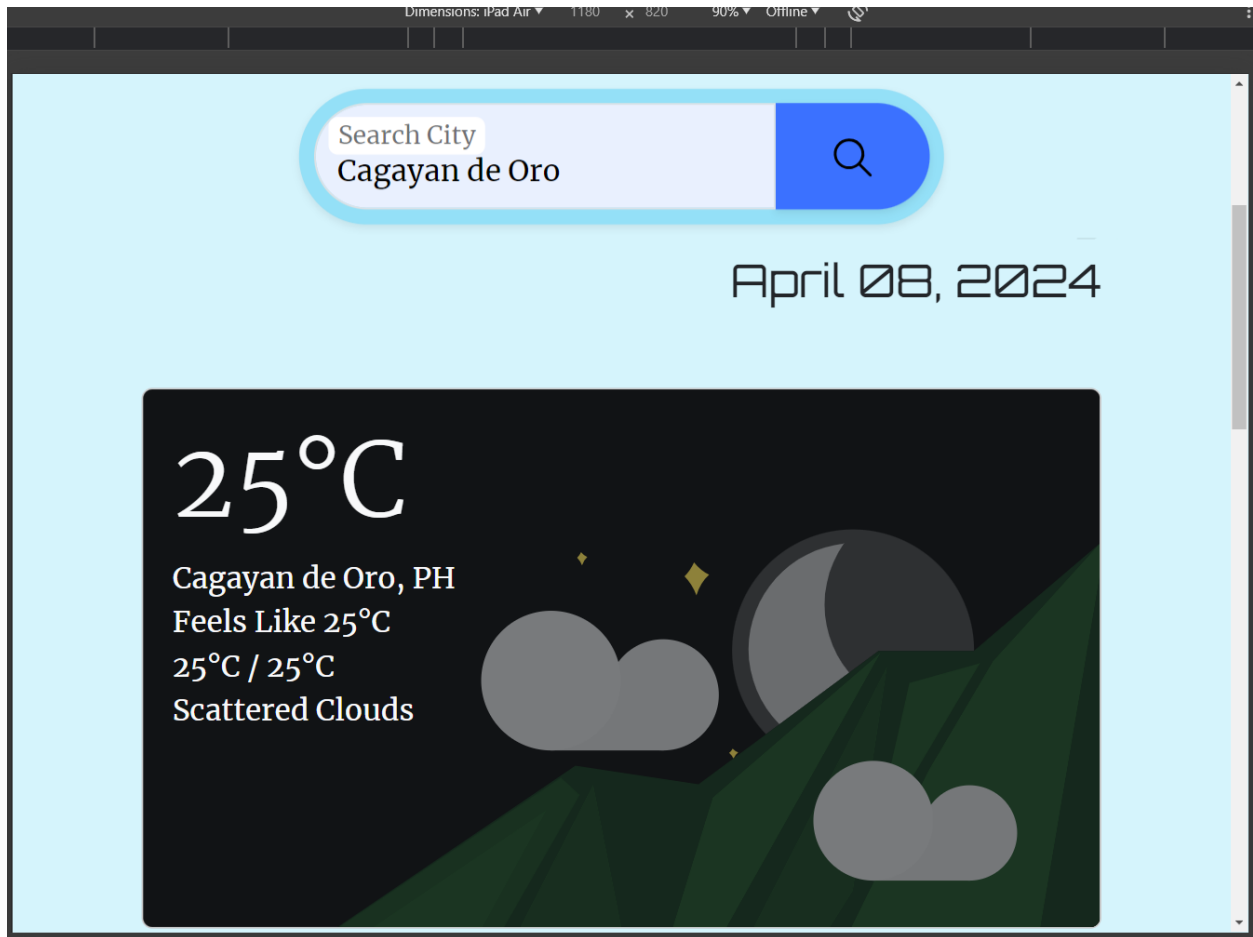 Dimensions: iPad Air ▼ 1180 × 820 90% ▼ Offline ▼
Search City
Cagayan de Oro
April 08, 2024
25°C
Cagayan de Oro, PH
Feels Like 25°C
25°C / 25°C
Scattered Clouds